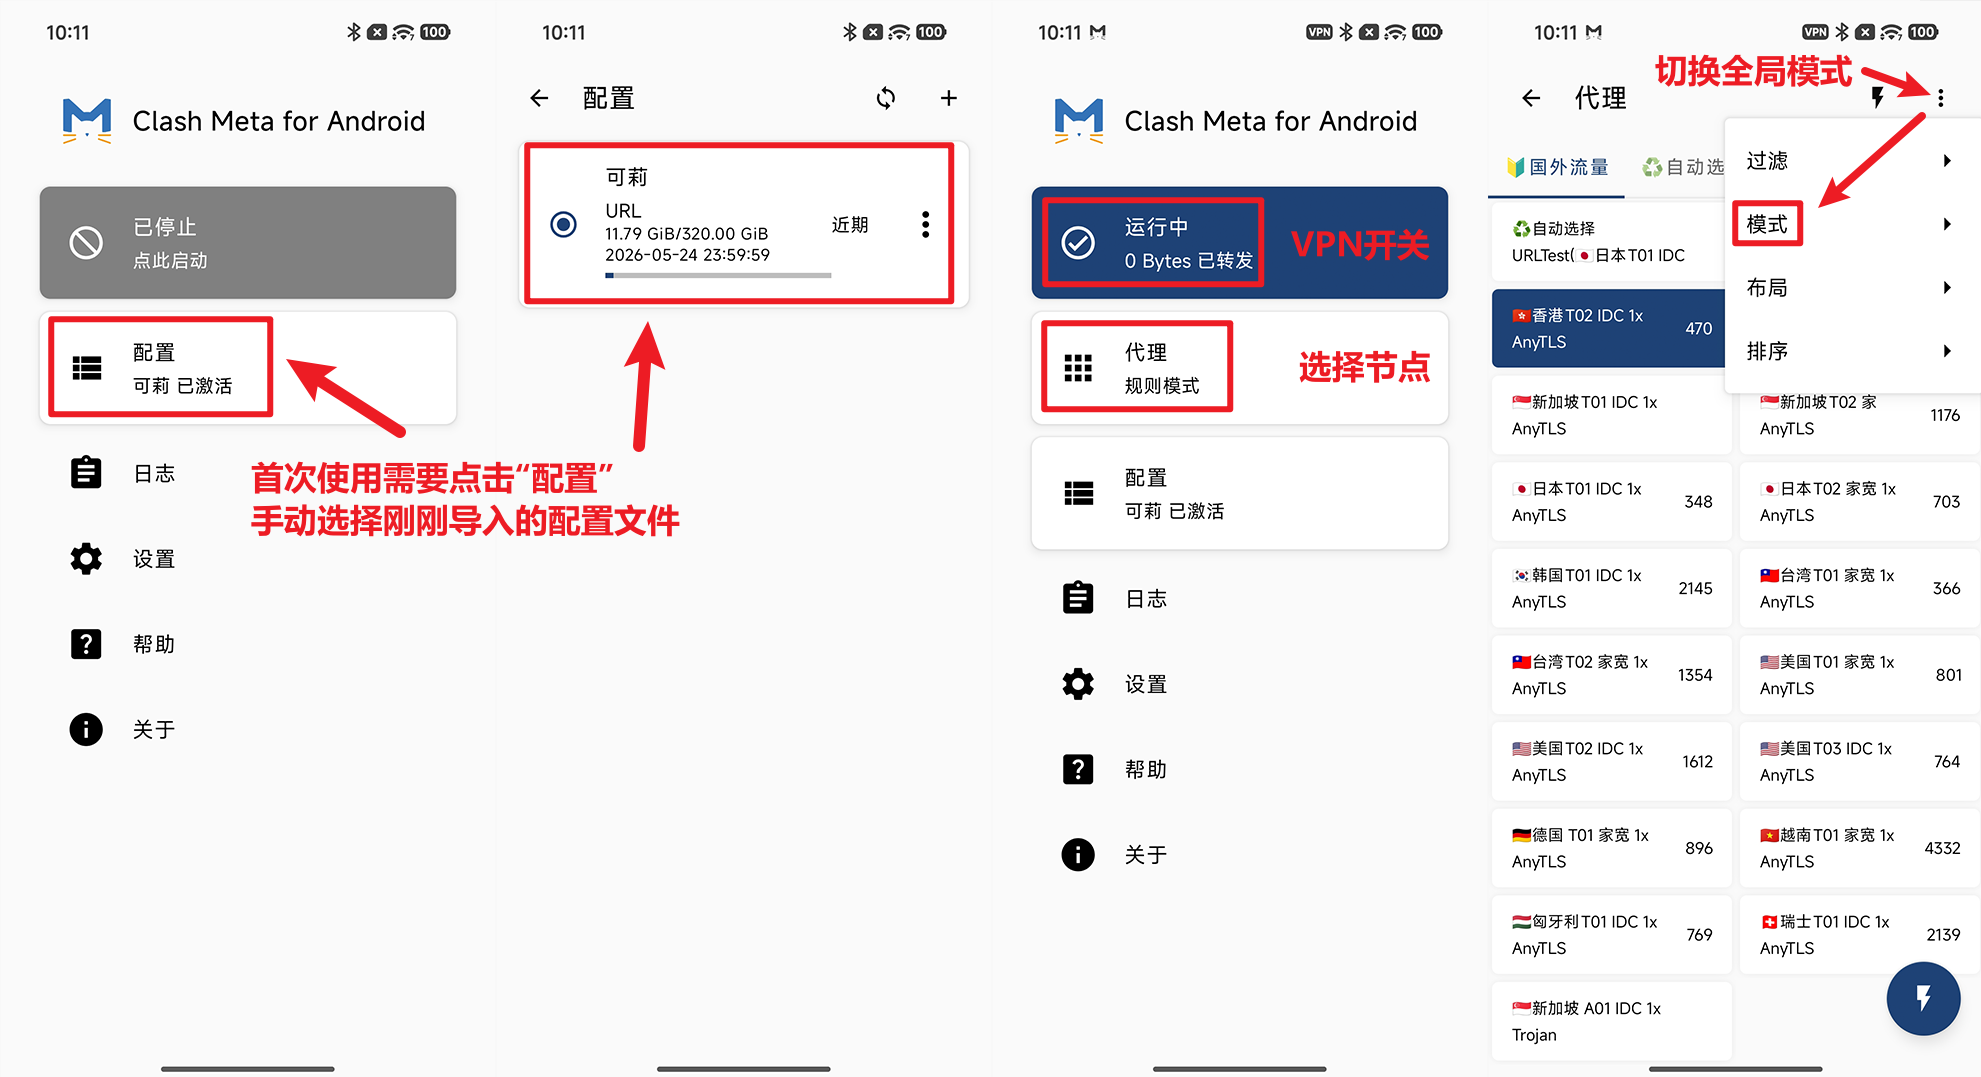 10:11
100
Clash Meta for Android
已停止
点此启动
配置
可莉 已激活
日志
设置
帮助
关于
首次使用需要点击“配置”
手动选择刚刚导入的配置文件
10:11
100
配置
可莉
URL
11.79 GiB/320.00 GiB
2026-05-24 23:59:59
近期
10:11
VPN
100
Clash Meta for Android
运行中
0 Bytes 已转发
VPN开关
代理
规则模式
选择节点
配置
可莉 已激活
日志
设置
帮助
关于
10:11
VPN
100
切换全局模式
代理
国外流量
自动选
过滤
模式
布局
排序
自动选择
URLTest(🇯🇵日本T01 IDC
香港T02 IDC 1x
AnyTLS
470
新加坡T01 IDC 1x
AnyTLS
新加坡T02 家
AnyTLS
1176
日本T01 IDC 1x
AnyTLS
348
日本T02 家宽 1x
AnyTLS
703
韩国T01 IDC 1x
AnyTLS
2145
台湾T01 家宽 1x
AnyTLS
366
台湾T02 家宽 1x
AnyTLS
1354
美国T01 家宽 1x
AnyTLS
801
美国T02 IDC 1x
AnyTLS
1612
美国T03 IDC 1x
AnyTLS
764
德国 T01 家宽 1x
AnyTLS
896
越南T01 家宽 1x
AnyTLS
4332
匈牙利T01 IDC 1x
AnyTLS
769
瑞士T01 IDC 1x
AnyTLS
2139
新加坡 A01 IDC 1x
Trojan